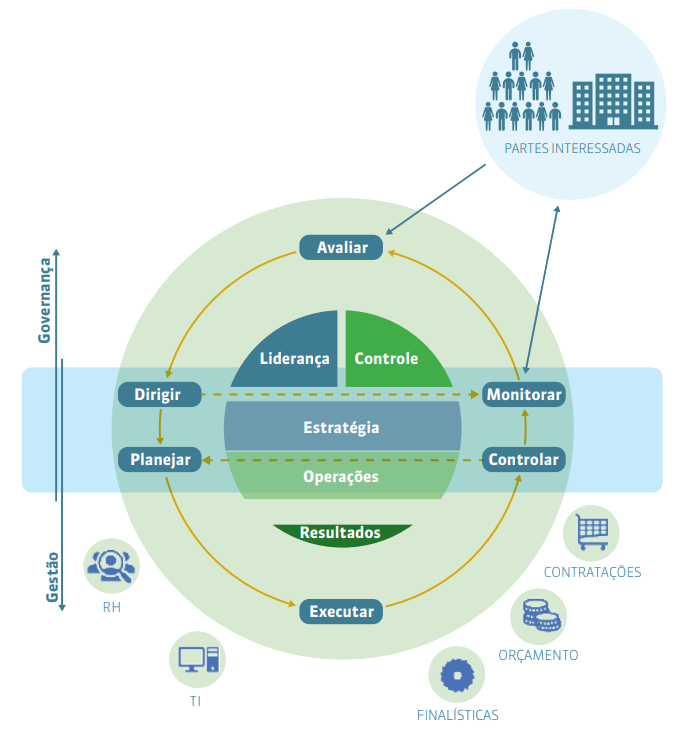 PARTES INTERESSADAS
Avaliar
Governança
Liderança
Controle
Dirigir
Monitorar
Estratégia
Planejar
Controlar
Operações
Resultados
Gestão
Executar
RH
TI
FINALÍSTICAS
ORÇAMENTO
CONTRATAÇÕES